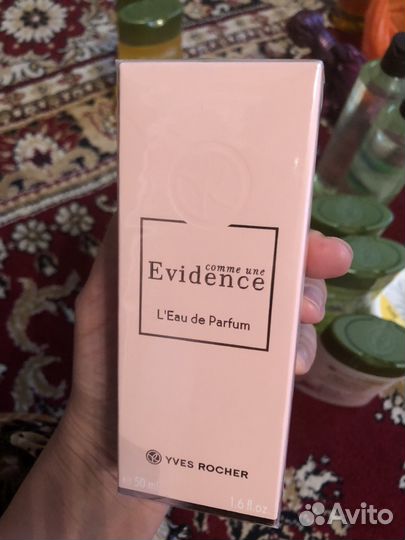 comme une
Evidence
L'Eau de Parfum
YVES ROCHER
e 50 ml
1.6 fl.oz
Avito